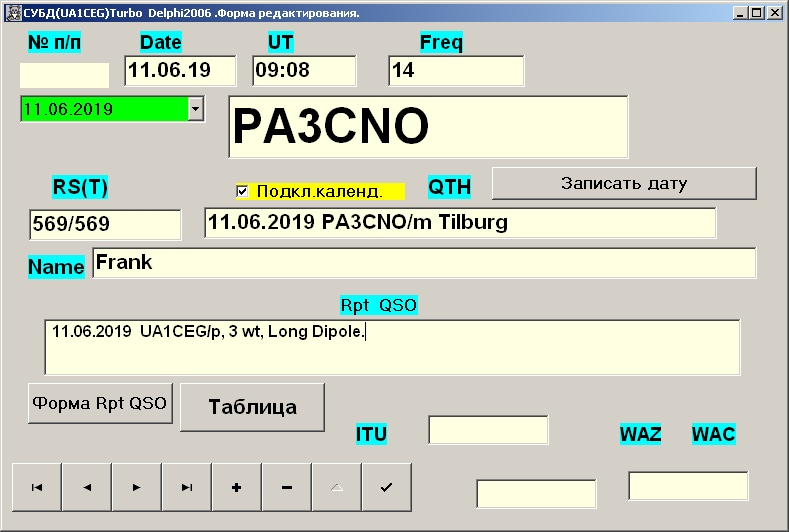 СУБД(UA1CEG)Turbo Delphi2006 .Форма редактирования.
№ п/п Date UT Freq
11.06.19 09:08 14
11.06.2019
PA3CNO
RS(T) Подкл.календ. QTH Записать дату
569/569 11.06.2019 PA3CNO/m Tilburg
Name Frank
Rpt QSO
11.06.2019 UA1CEG/p, 3 wt, Long Dipole.
Форма Rpt QSO Таблица
ITU WAZ WAC